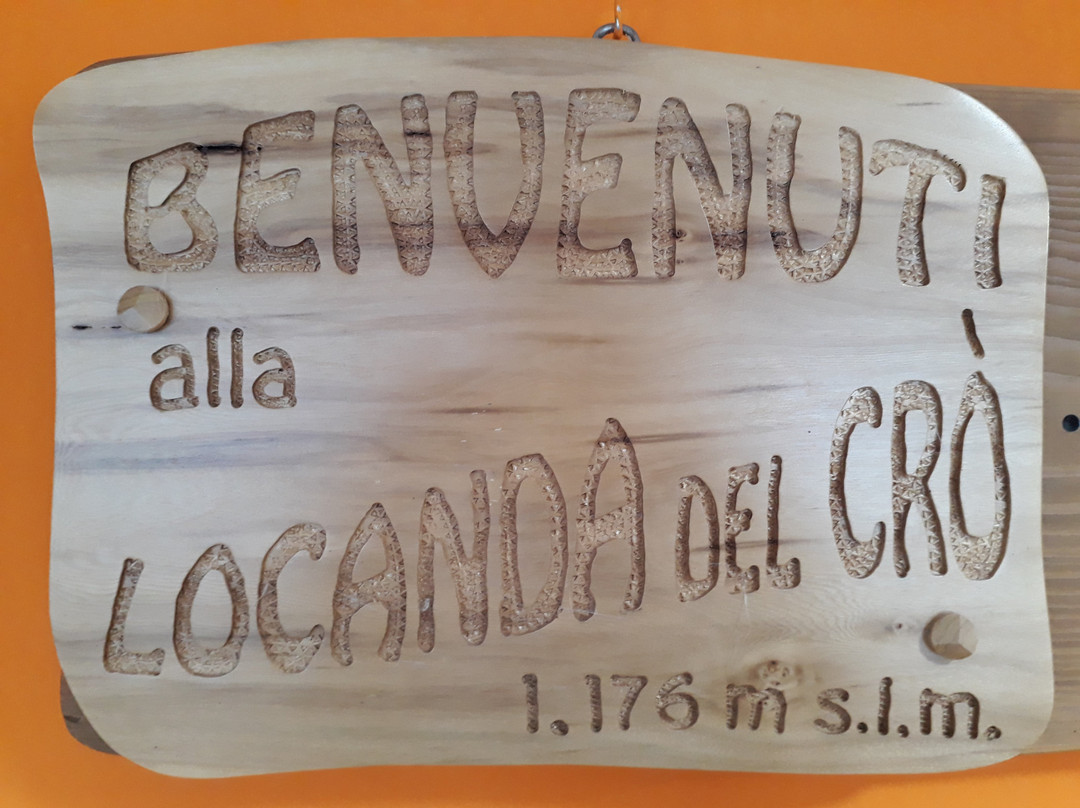 BENVENUTI
alla
LOCANDA DEL CRÒ
1.176 m s.l.m.